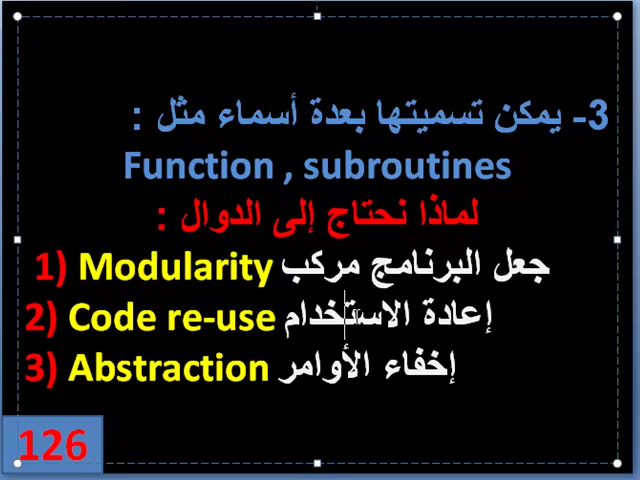 3- يمكن تسميتها بعدة أسماء مثل :
Function , subroutines
لماذا نحتاج إلى الدوال :
1) Modularity جعل البرنامج مركب
2) Code re-use إعادة الاستخدام
3) Abstraction إخفاء الأوامر
126